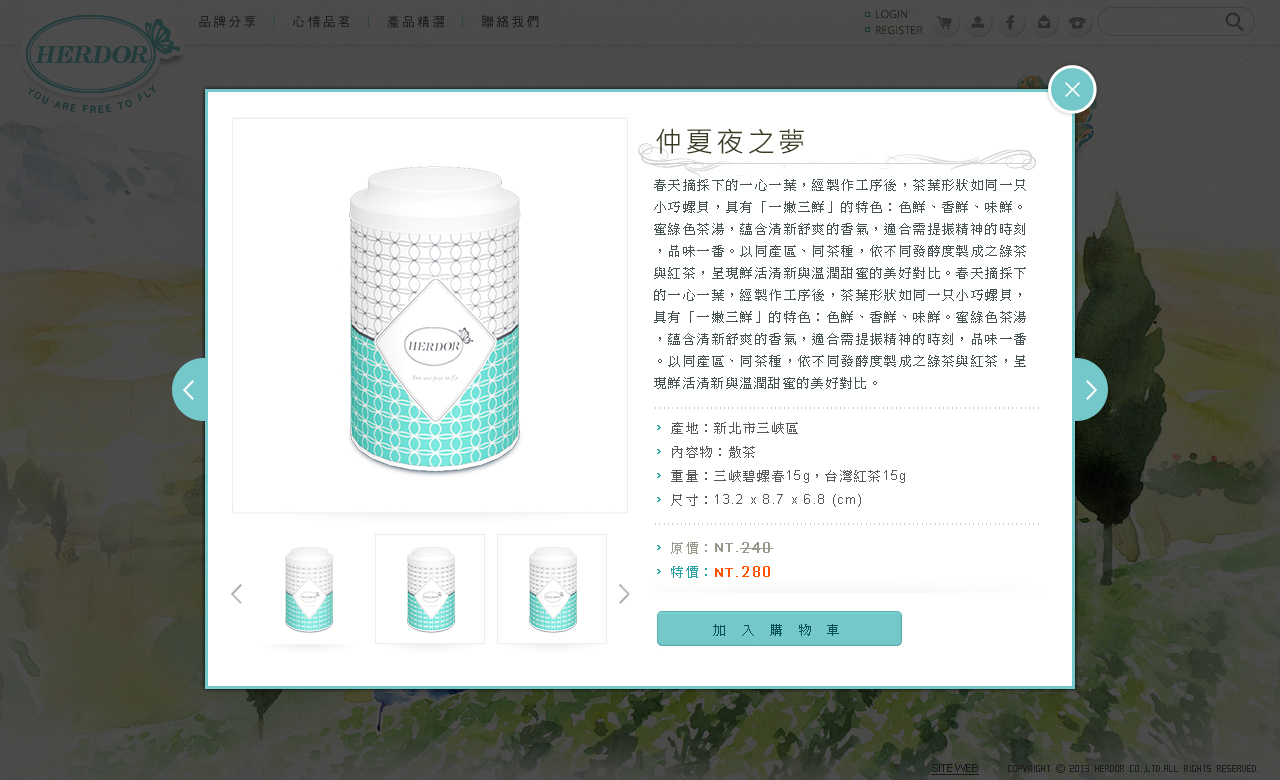 品牌分享
心情品茗
產品精選
聯絡我們
LOGIN
REGISTER
HERDOR
YOU ARE FREE TO FLY
仲夏夜之夢
春天摘採下的一心一葉，經製作工序後，茶葉形狀如同一只
小巧螺貝，具有「一嫩三鮮」的特色：色鮮、香鮮、味鮮。
蜜綠色茶湯，蘊含清新舒爽的香氣，適合需提振精神的時刻
，品味一番。以同產區、同茶種，依不同發酵度製成之綠茶
與紅茶，呈現鮮活清新與溫潤甜蜜的美好對比。春天摘採下
的一心一葉，經製作工序後，茶葉形狀如同一只小巧螺貝，
具有「一嫩三鮮」的特色：色鮮、香鮮、味鮮。蜜綠色茶湯
，蘊含清新舒爽的香氣，適合需提振精神的時刻，品味一番
。以同產區、同茶種，依不同發酵度製成之綠茶與紅茶，呈
現鮮活清新與溫潤甜蜜的美好對比。
HERDOR
You are free to fly
產地：新北市三峽區
內容物：散茶
重量：三峽碧螺春15g，台灣紅茶15g
尺寸：13.2 x 8.7 x 6.8 (cm)
原價：NT.240
特價：NT.280
加入購物車
SITE WEB
COPYRIGHT © 2013 HERDOR CO.,LTD.ALL RIGHTS RESERVED.